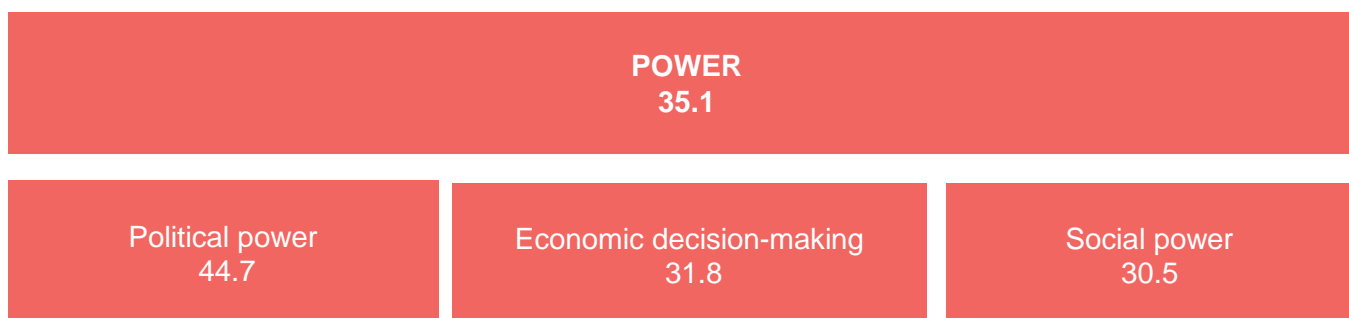 POWER
35.1
Political power
44.7
Economic decision-making
31.8
Social power
30.5